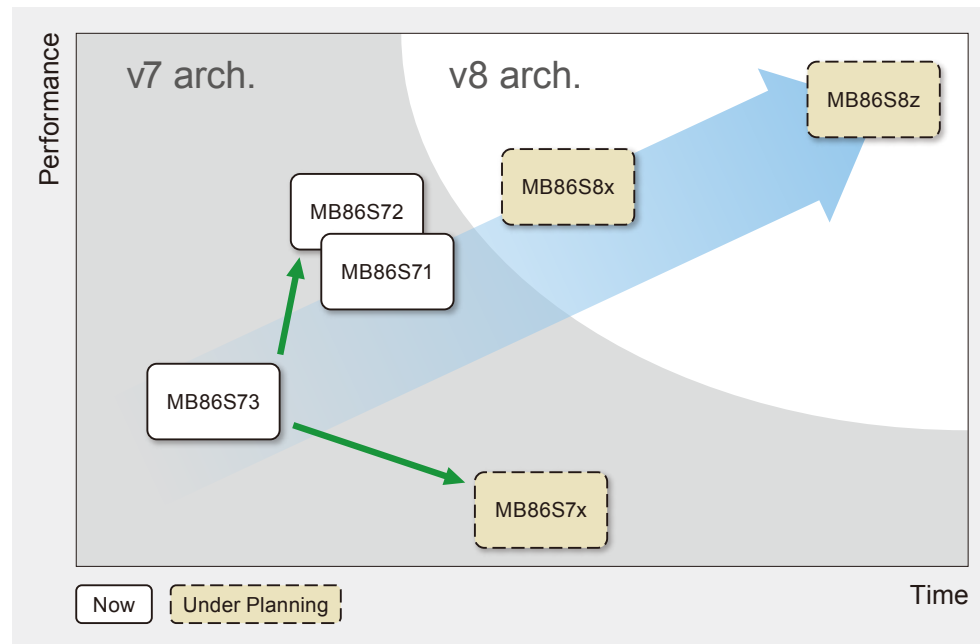 Performance
v7 arch.
v8 arch.
MB86S8z
MB86S8x
MB86S72
MB86S71
MB86S73
MB86S7x
Now
Under Planning
Time